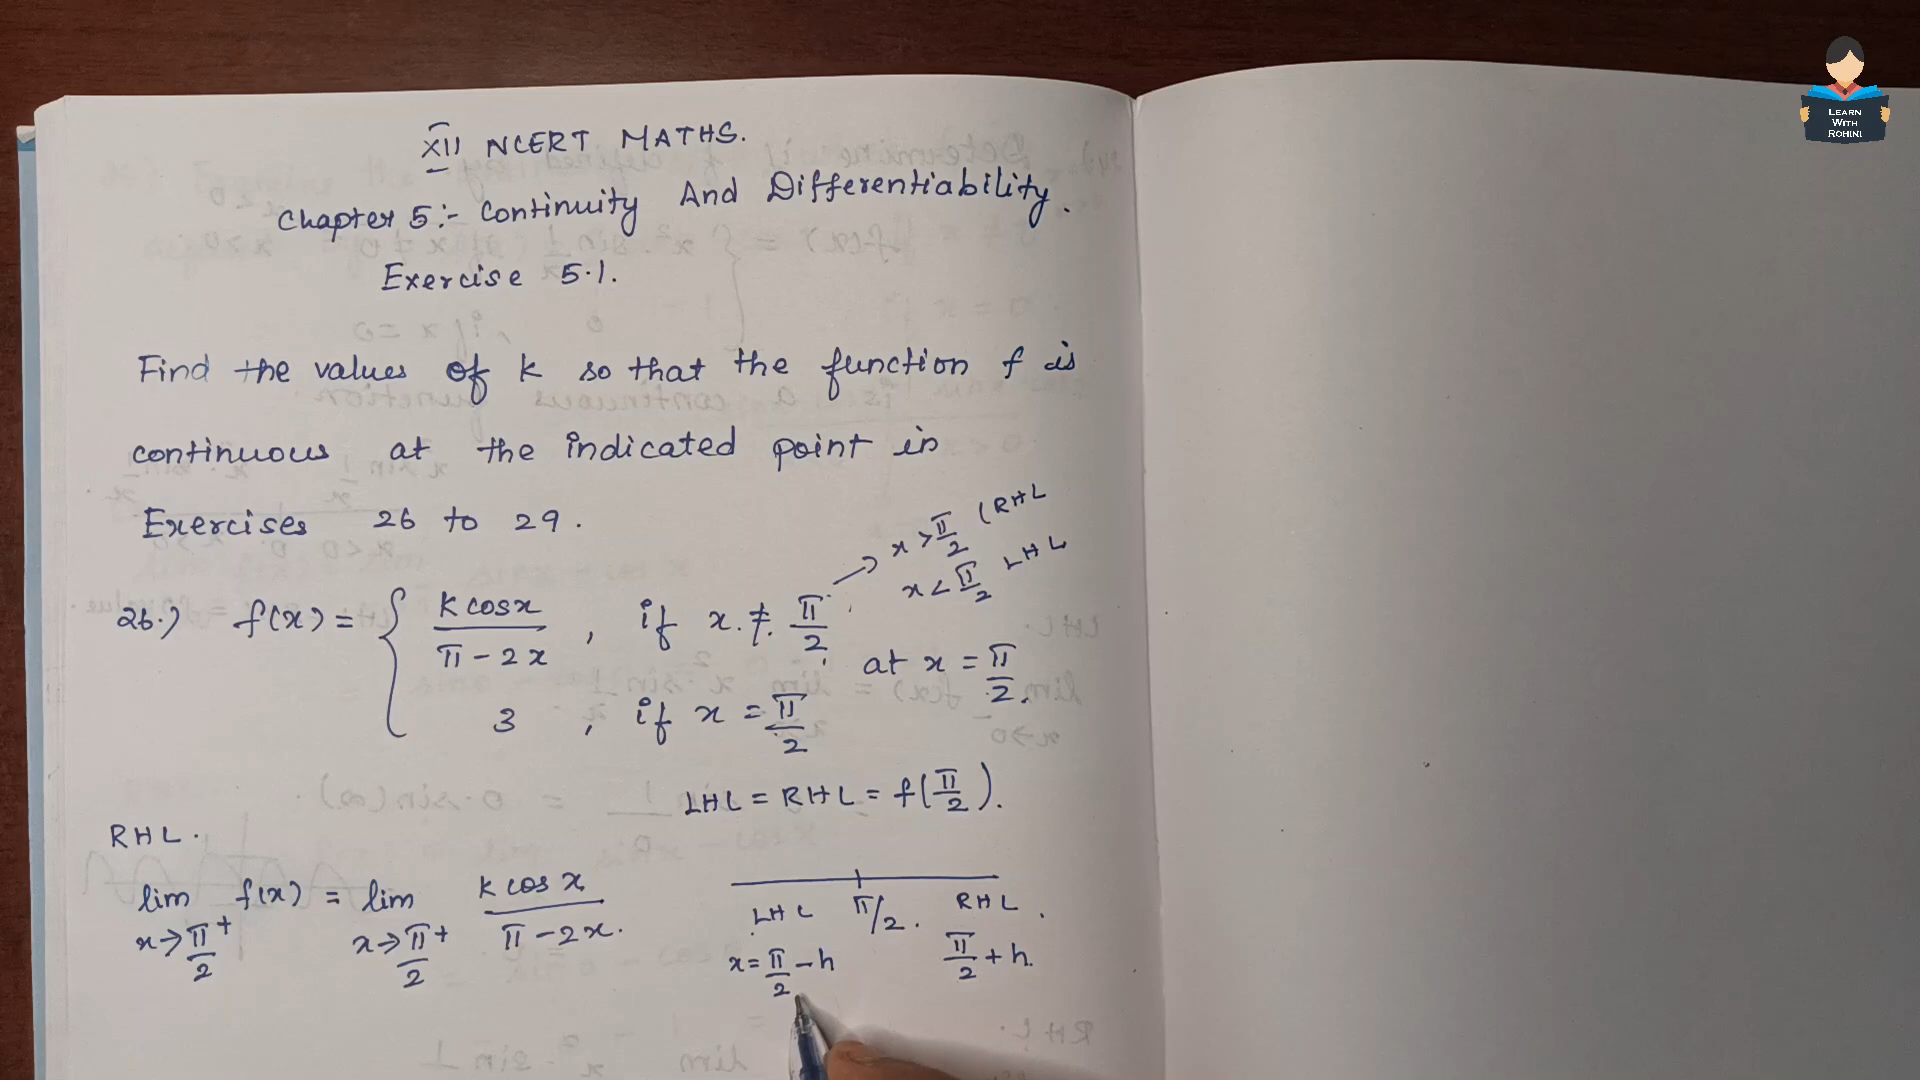 XII NCERT MATHS.
Chapter 5:- Continuity And Differentiability.
Exercise 5.1.
Find the values of k so that the function f is
continuous at the indicated point in
Exercises 26 to 29.
x > π/2 (RHL
x < π/2 LHL
26.) f(x) = { k cosx / π - 2x , if x ≠ π/2
at x = π/2.
3 , if x = π/2
LHL = RHL = f(π/2).
RHL.
lim x→π/2+ f(x) = lim x→π/2+ k cos x / π - 2x.
LHL π/2. RHL.
x = π/2 - h π/2 + h.
LEARN
WITH
ROHINI